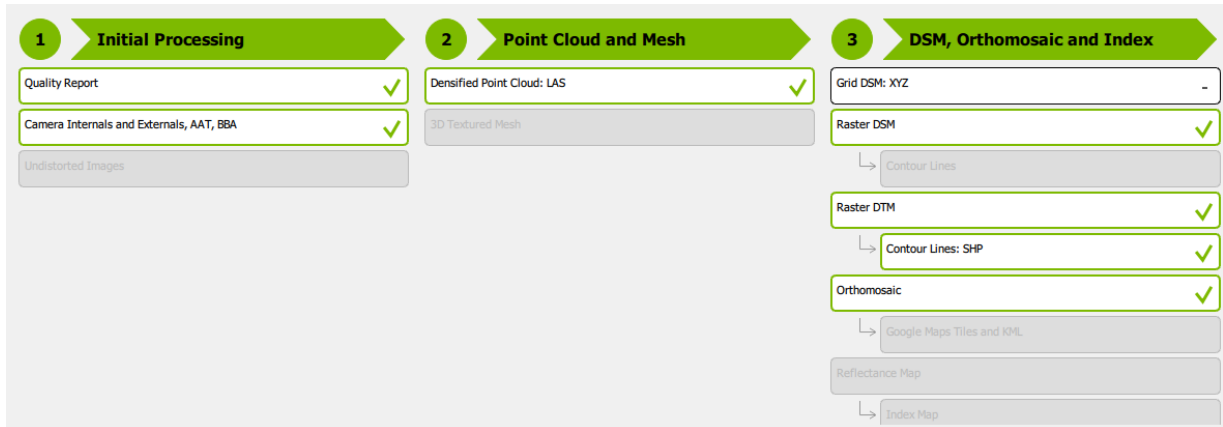 1 Initial Processing
Quality Report
Camera Internals and Externals, AAT, BBA
Undistorted Images
2 Point Cloud and Mesh
Densified Point Cloud: LAS
3D Textured Mesh
3 DSM, Orthomosaic and Index
Grid DSM: XYZ -
Raster DSM
Contour Lines
Raster DTM
Contour Lines: SHP
Orthomosaic
Google Maps Tiles and KML
Reflectance Map
Index Map